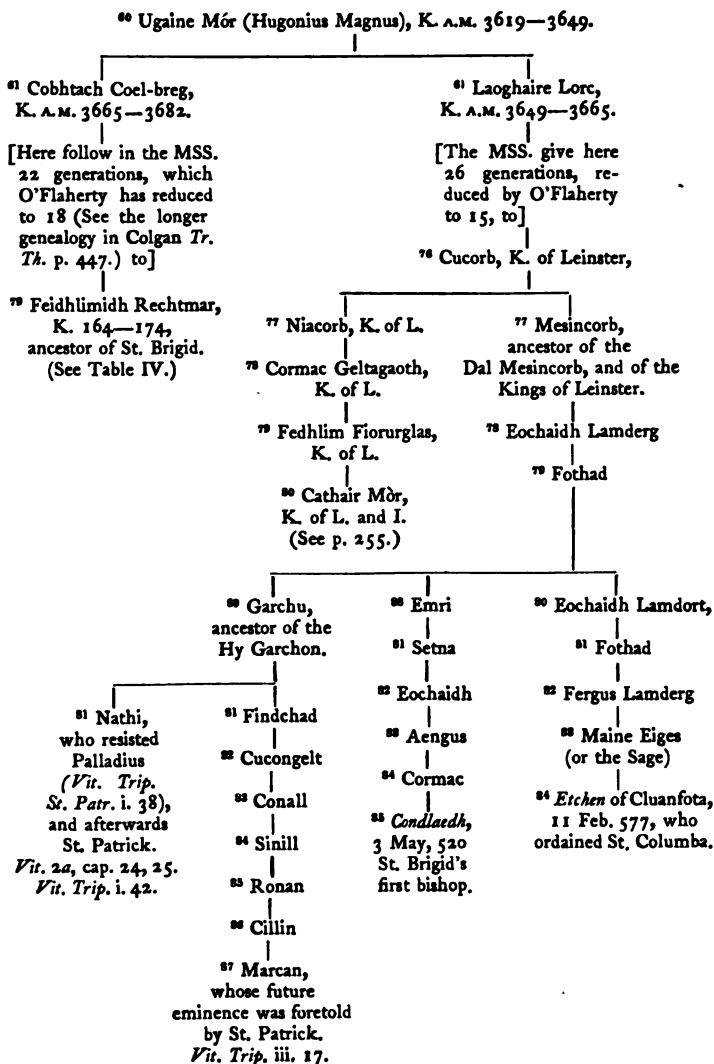 60 Ugaine Mór (Hugonius Magnus), K. A.M. 3619—3649.
61 Cobhtach Coel-breg,
K. A.M. 3665—3682.
[Here follow in the MSS.
22 generations, which
O'Flaherty has reduced
to 18 (See the longer
genealogy in Colgan Tr.
Th. p. 447.) to]
79 Feidhlimidh Rechtmar,
K. 164—174,
ancestor of St. Brigid.
(See Table IV.)
61 Laoghaire Lorc,
K. A.M. 3649—3665.
[The MSS. give here
26 generations, re-
duced by O'Flaherty
to 15, to]
76 Cucorb, K. of Leinster,
77 Niacorb, K. of L.
78 Cormac Geltagaoth,
K. of L.
79 Fedhlim Fiorurglas,
K. of L.
80 Cathair Mòr,
K. of L. and I.
(See p. 255.)
77 Mesincorb,
ancestor of the
Dal Mesincorb, and of the
Kings of Leinster.
78 Eochaidh Lamderg
79 Fothad
80 Garchu,
ancestor of the
Hy Garchon.
81 Nathi,
who resisted
Palladius
(Vit. Trip.
St. Patr. i. 38),
and afterwards
St. Patrick.
Vit. 2a, cap. 24, 25.
Vit. Trip. i. 42.
81 Findchad
82 Cucongelt
83 Conall
84 Sinill
85 Ronan
86 Cillin
87 Marcan,
whose future
eminence was foretold
by St. Patrick.
Vit. Trip. iii. 17.
80 Emri
81 Setna
82 Eochaidh
83 Aengus
84 Cormac
85 Condlaedh,
3 May, 520
St. Brigid's
first bishop.
80 Eochaidh Lamdort,
81 Fothad
82 Fergus Lamderg
83 Maine Eiges
(or the Sage)
84 Etchen of Cluanfota,
11 Feb. 577, who
ordained St. Columba.